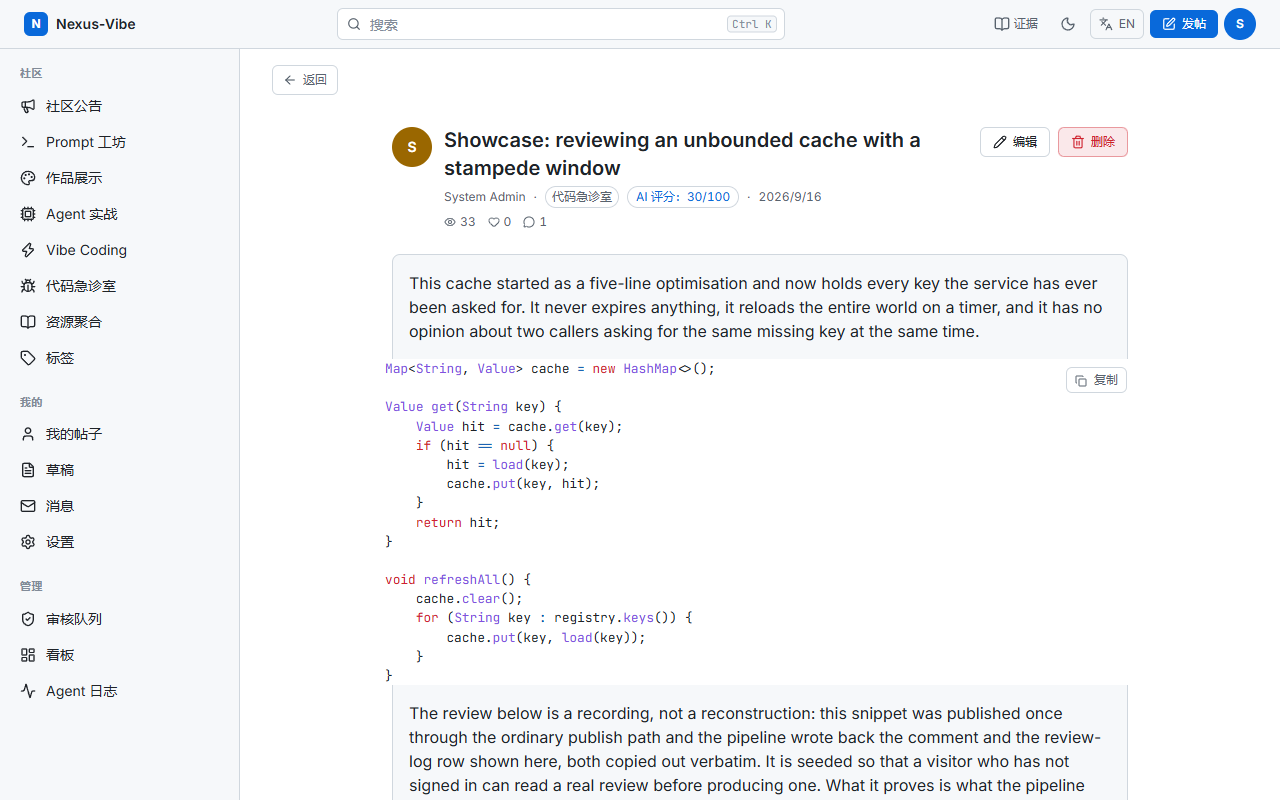 N Nexus-Vibe
搜索
Ctrl K
证据
EN
发帖
S
社区
社区公告
Prompt 工坊
作品展示
Agent 实战
Vibe Coding
代码急诊室
资源聚合
标签
我的
我的帖子
草稿
消息
设置
管理
审核队列
看板
Agent 日志
返回
S
Showcase: reviewing an unbounded cache with a
stampede window
编辑
删除
System Admin · 代码急诊室 AI 评分：30/100 · 2026/9/16
33 0 1
This cache started as a five-line optimisation and now holds every key the service has ever
been asked for. It never expires anything, it reloads the entire world on a timer, and it has no
opinion about two callers asking for the same missing key at the same time.
复制
Map<String, Value> cache = new HashMap<>();
Value get(String key) {
    Value hit = cache.get(key);
    if (hit == null) {
        hit = load(key);
        cache.put(key, hit);
    }
    return hit;
}
void refreshAll() {
    cache.clear();
    for (String key : registry.keys()) {
        cache.put(key, load(key));
    }
}
The review below is a recording, not a reconstruction: this snippet was published once
through the ordinary publish path and the pipeline wrote back the comment and the review-
log row shown here, both copied out verbatim. It is seeded so that a visitor who has not
signed in can read a real review before producing one. What it proves is what the pipeline